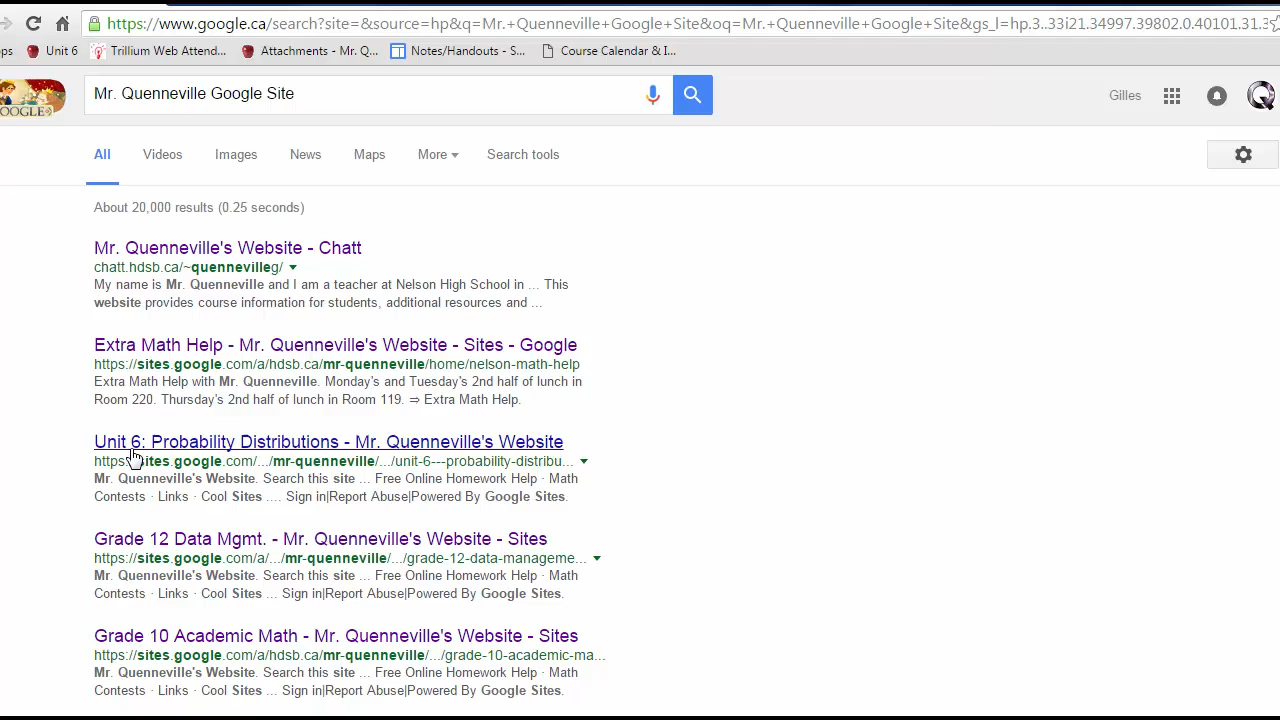 https://www.google.ca/search?site=&source=hp&q=Mr.+Quenneville+Google+Site&oq=Mr.+Quenneville+Google+Site&gs_l=hp.3..33i21.34997.39802.0.40101.31.3
ps Unit 6 Trillium Web Attend... Attachments - Mr. Q... Notes/Handouts - S... Course Calendar & I...
OOGLE
Mr. Quenneville Google Site
Gilles
All Videos Images News Maps More Search tools
About 20,000 results (0.25 seconds)
Mr. Quenneville's Website - Chatt
chatt.hdsb.ca/~quennevilleg/
My name is Mr. Quenneville and I am a teacher at Nelson High School in ... This
website provides course information for students, additional resources and ...
Extra Math Help - Mr. Quenneville's Website - Sites - Google
https://sites.google.com/a/hdsb.ca/mr-quenneville/home/nelson-math-help
Extra Math Help with Mr. Quenneville. Monday's and Tuesday's 2nd half of lunch in
Room 220. Thursday's 2nd half of lunch in Room 119. ⇒ Extra Math Help.
Unit 6: Probability Distributions - Mr. Quenneville's Website
https://sites.google.com/.../mr-quenneville/.../unit-6---probability-distribu...
Mr. Quenneville's Website. Search this site ... Free Online Homework Help · Math
Contests · Links · Cool Sites .... Sign in|Report Abuse|Powered By Google Sites.
Grade 12 Data Mgmt. - Mr. Quenneville's Website - Sites
https://sites.google.com/a/.../mr-quenneville/.../grade-12-data-manageme...
Mr. Quenneville's Website. Search this site ... Free Online Homework Help · Math
Contests · Links · Cool Sites ... Sign in|Report Abuse|Powered By Google Sites.
Grade 10 Academic Math - Mr. Quenneville's Website - Sites
https://sites.google.com/a/hdsb.ca/mr-quenneville/.../grade-10-academic-ma...
Mr. Quenneville's Website. Search this site ... Free Online Homework Help · Math
Contests · Links · Cool Sites ... Sign in|Report Abuse|Powered By Google Sites.